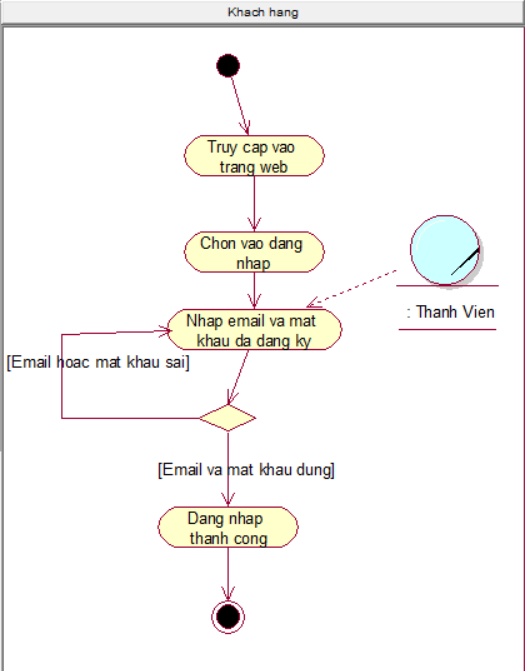 Khach hang
Truy cap vao
trang web
Chon vao dang
nhap
Nhap email va mat
khau da dang ky
: Thanh Vien
[Email hoac mat khau sai]
[Email va mat khau dung]
Dang nhap
thanh cong